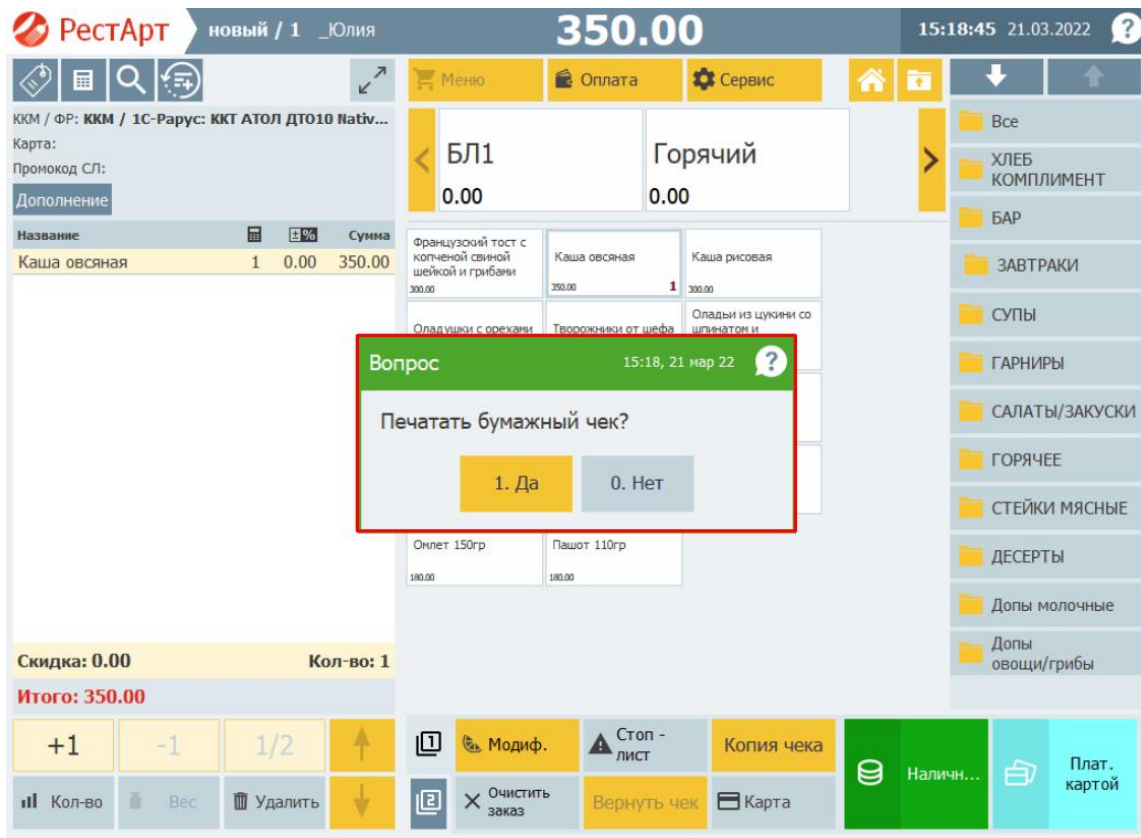 РестАрт
новый / 1 _Юлия
350.00
15:18:45 21.03.2022
?
Меню
Оплата
Сервис
ККМ / ФР: ККМ / 1С-Рарус: ККТ АТОЛ ДТО10 Nativ...
Карта:
Промокод СЛ:
Дополнение
Название
±%
Сумма
Каша овсяная 1 0.00 350.00
Скидка: 0.00 Кол-во: 1
Итого: 350.00
+1
-1
1/2
Кол-во
Вес
Удалить
<
БЛ1
0.00
Горячий
0.00
>
Французский тост с
копченой свиной
шейкой и грибами
300.00
Каша овсяная
350.00 1
Каша рисовая
300.00
Оладушки с орехами
Творожники от шефа
Оладьи из цукини со
шпинатом и
Вопрос
15:18, 21 мар 22
?
Печатать бумажный чек?
1. Да
0. Нет
Омлет 150гр
180.00
Пашот 110гр
180.00
Все
ХЛЕБ
КОМПЛИМЕНТ
БАР
ЗАВТРАКИ
СУПЫ
ГАРНИРЫ
САЛАТЫ/ЗАКУСКИ
ГОРЯЧЕЕ
СТЕЙКИ МЯСНЫЕ
ДЕСЕРТЫ
Допы молочные
Допы
овощи/грибы
1
Модиф.
Стоп -
лист
Копия чека
2
Очистить
заказ
Вернуть чек
Карта
Наличн...
Плат.
картой